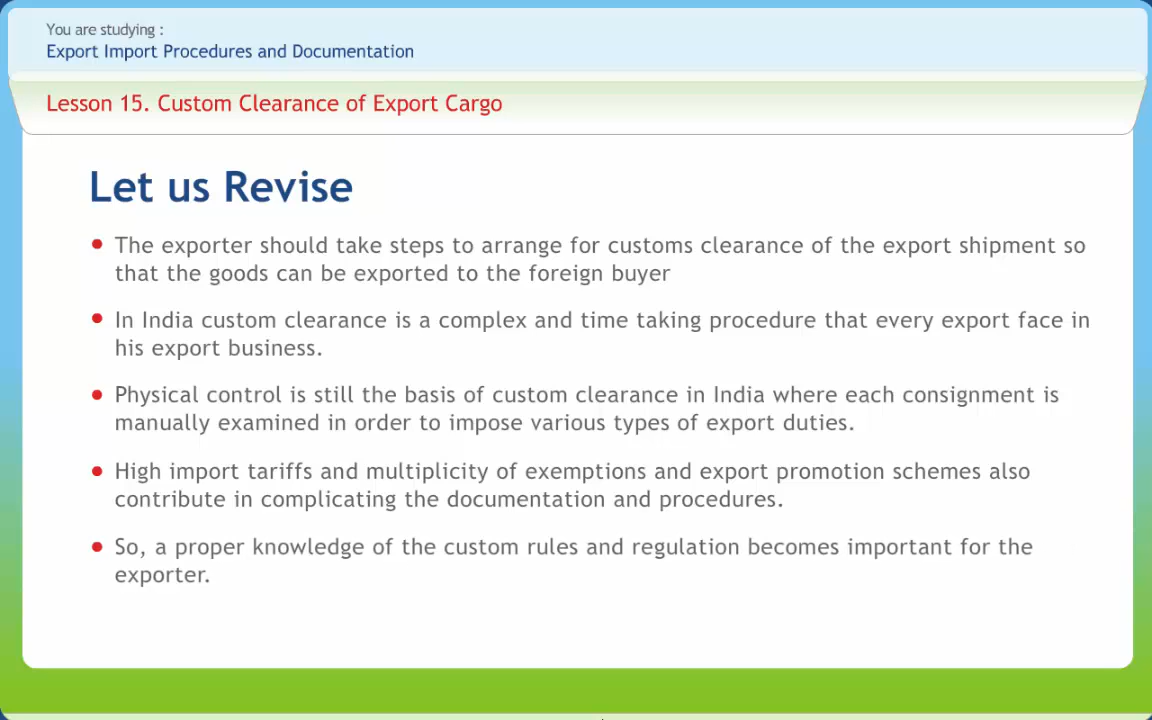 You are studying :
Export Import Procedures and Documentation
Lesson 15. Custom Clearance of Export Cargo
Let us Revise
The exporter should take steps to arrange for customs clearance of the export shipment so
that the goods can be exported to the foreign buyer
In India custom clearance is a complex and time taking procedure that every export face in
his export business.
Physical control is still the basis of custom clearance in India where each consignment is
manually examined in order to impose various types of export duties.
High import tariffs and multiplicity of exemptions and export promotion schemes also
contribute in complicating the documentation and procedures.
So, a proper knowledge of the custom rules and regulation becomes important for the
exporter.